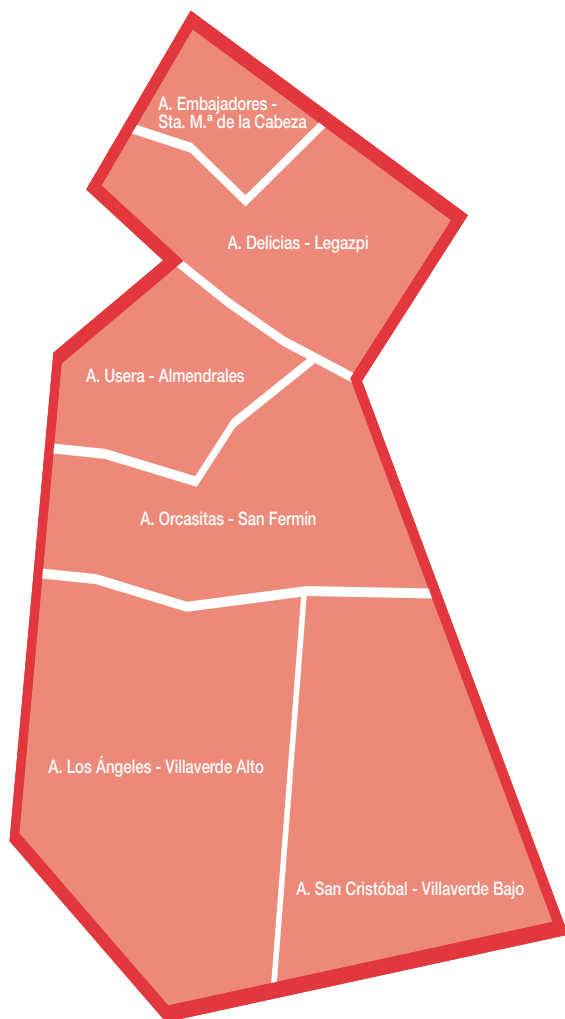 A. Embajadores -
Sta. M.ª de la Cabeza
A. Delicias - Legazpi
A. Usera - Almendrales
A. Orcasitas - San Fermín
A. Los Ángeles - Villaverde Alto
A. San Cristóbal - Villaverde Bajo